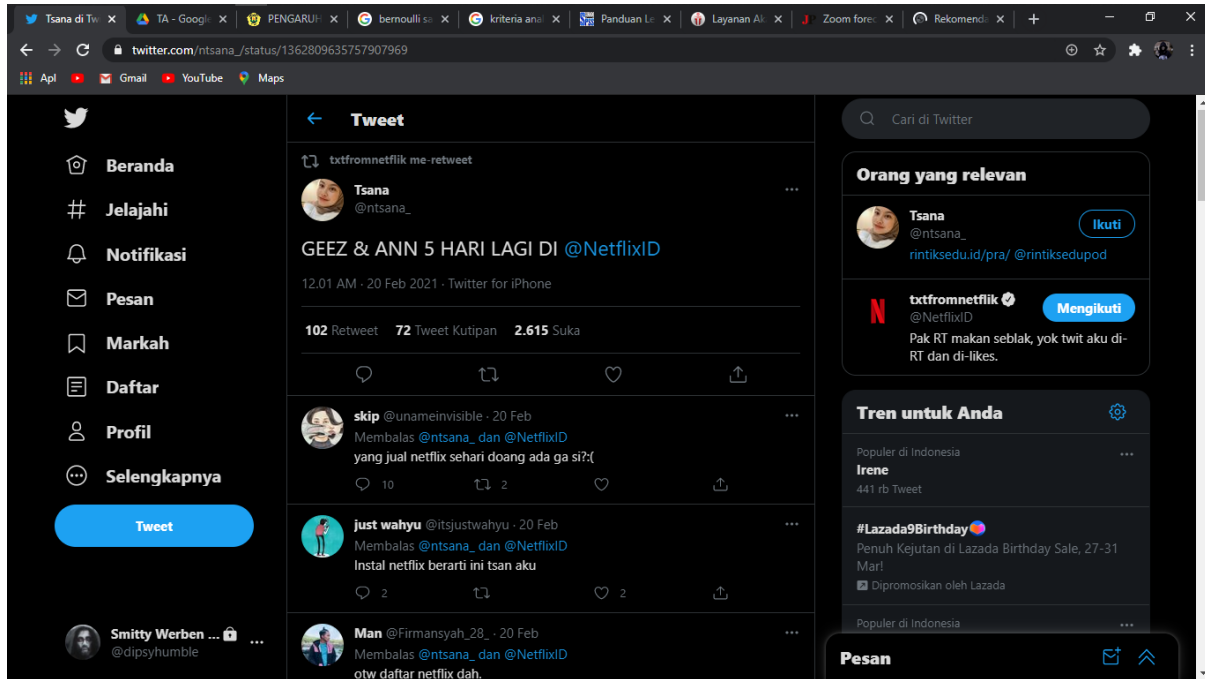 Tsana di Tw
TA - Google
PENGARUH
bernoulli sa
kriteria anal
Panduan Le
Layanan Ak
Zoom forec
Rekomenda
twitter.com/ntsana_/status/1362809635757907969
Apl
Gmail
YouTube
Maps
Beranda
Jelajahi
Notifikasi
Pesan
Markah
Daftar
Profil
Selengkapnya
Tweet
Smitty Werben ...
@dipsyhumble
Tweet
txtfromnetflik me-retweet
Tsana
@ntsana_
GEEZ & ANN 5 HARI LAGI DI @NetflixID
12.01 AM · 20 Feb 2021 · Twitter for iPhone
102 Retweet 72 Tweet Kutipan 2.615 Suka
skip @unameinvisible · 20 Feb
Membalas @ntsana_ dan @NetflixID
yang jual netflix sehari doang ada ga si?:(
10 2
just wahyu @itsjustwahyu · 20 Feb
Membalas @ntsana_ dan @NetflixID
Instal netflix berarti ini tsan aku
2 2
Man @Firmansyah_28_ · 20 Feb
Membalas @ntsana_ dan @NetflixID
otw daftar netflix dah.
Cari di Twitter
Orang yang relevan
Tsana
@ntsana_
Ikuti
rintiksedu.id/pra/ @rintiksedupod
txtfromnetflik
@NetflixID
Mengikuti
Pak RT makan seblak, yok twit aku di-
RT dan di-likes.
Tren untuk Anda
Populer di Indonesia
Irene
441 rb Tweet
#Lazada9Birthday
Penuh Kejutan di Lazada Birthday Sale, 27-31
Mar!
Dipromosikan oleh Lazada
Populer di Indonesia
Pesan